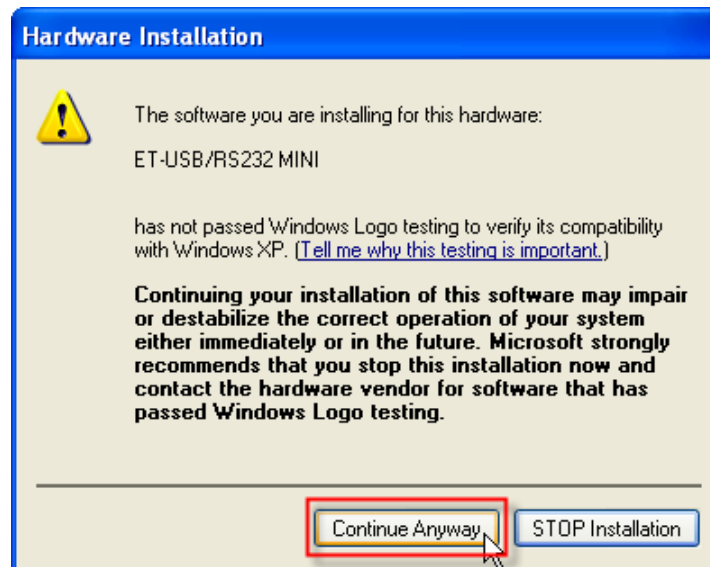 Hardware Installation
The software you are installing for this hardware:
ET-USB/RS232 MINI
has not passed Windows Logo testing to verify its compatibility
with Windows XP. (Tell me why this testing is important.)
Continuing your installation of this software may impair
or destabilize the correct operation of your system
either immediately or in the future. Microsoft strongly
recommends that you stop this installation now and
contact the hardware vendor for software that has
passed Windows Logo testing.
Continue Anyway
STOP Installation